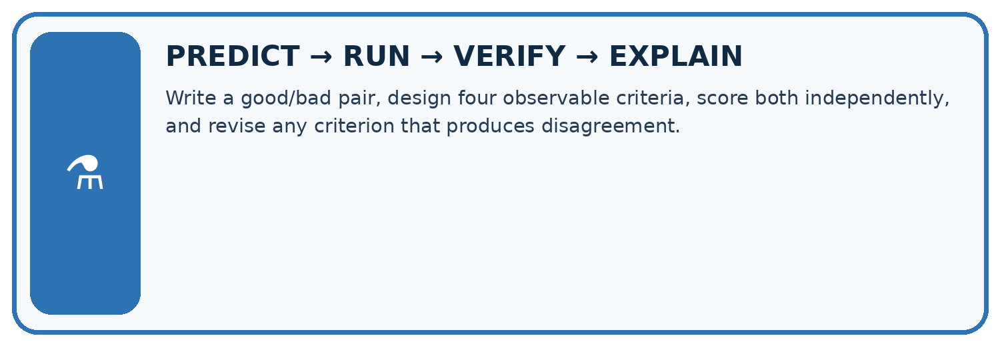 PREDICT → RUN → VERIFY → EXPLAIN
Write a good/bad pair, design four observable criteria, score both independently,
and revise any criterion that produces disagreement.